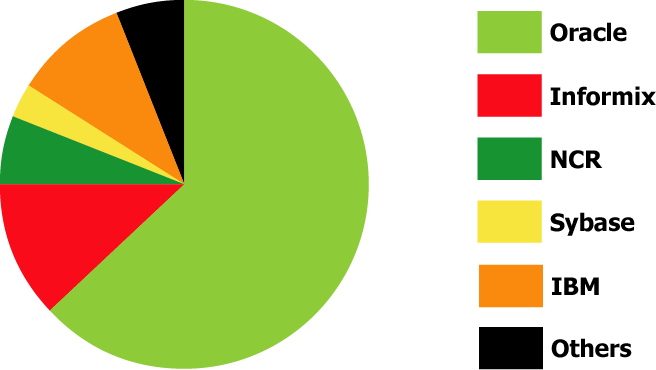 Oracle
Informix
NCR
Sybase
IBM
Others